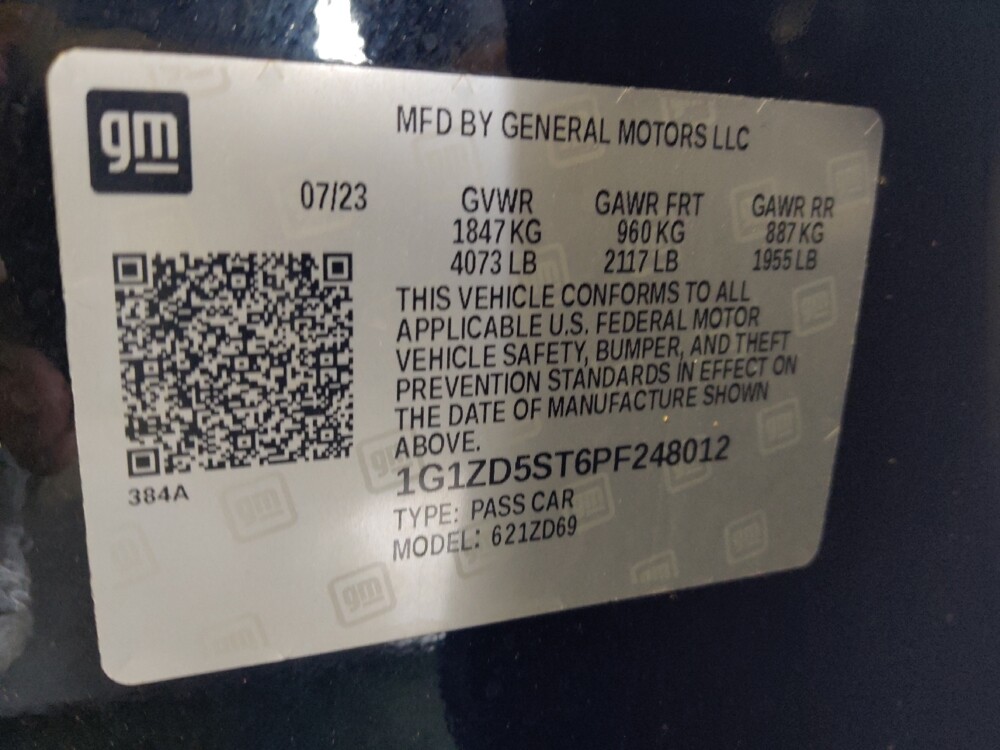 gm
MFD BY GENERAL MOTORS LLC
07/23 GVWR GAWR FRT GAWR RR
1847 KG 960 KG 887 KG
4073 LB 2117 LB 1955 LB
THIS VEHICLE CONFORMS TO ALL
APPLICABLE U.S. FEDERAL MOTOR
VEHICLE SAFETY, BUMPER, AND THEFT
PREVENTION STANDARDS IN EFFECT ON
THE DATE OF MANUFACTURE SHOWN
ABOVE.
1G1ZD5ST6PF248012
384A
TYPE: PASS CAR
MODEL: 621ZD69